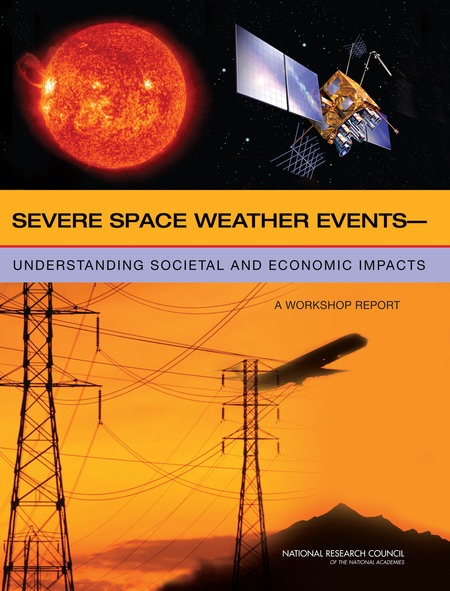 SEVERE SPACE WEATHER EVENTS—
UNDERSTANDING SOCIETAL AND ECONOMIC IMPACTS
A WORKSHOP REPORT
NATIONAL RESEARCH COUNCIL
OF THE NATIONAL ACADEMIES